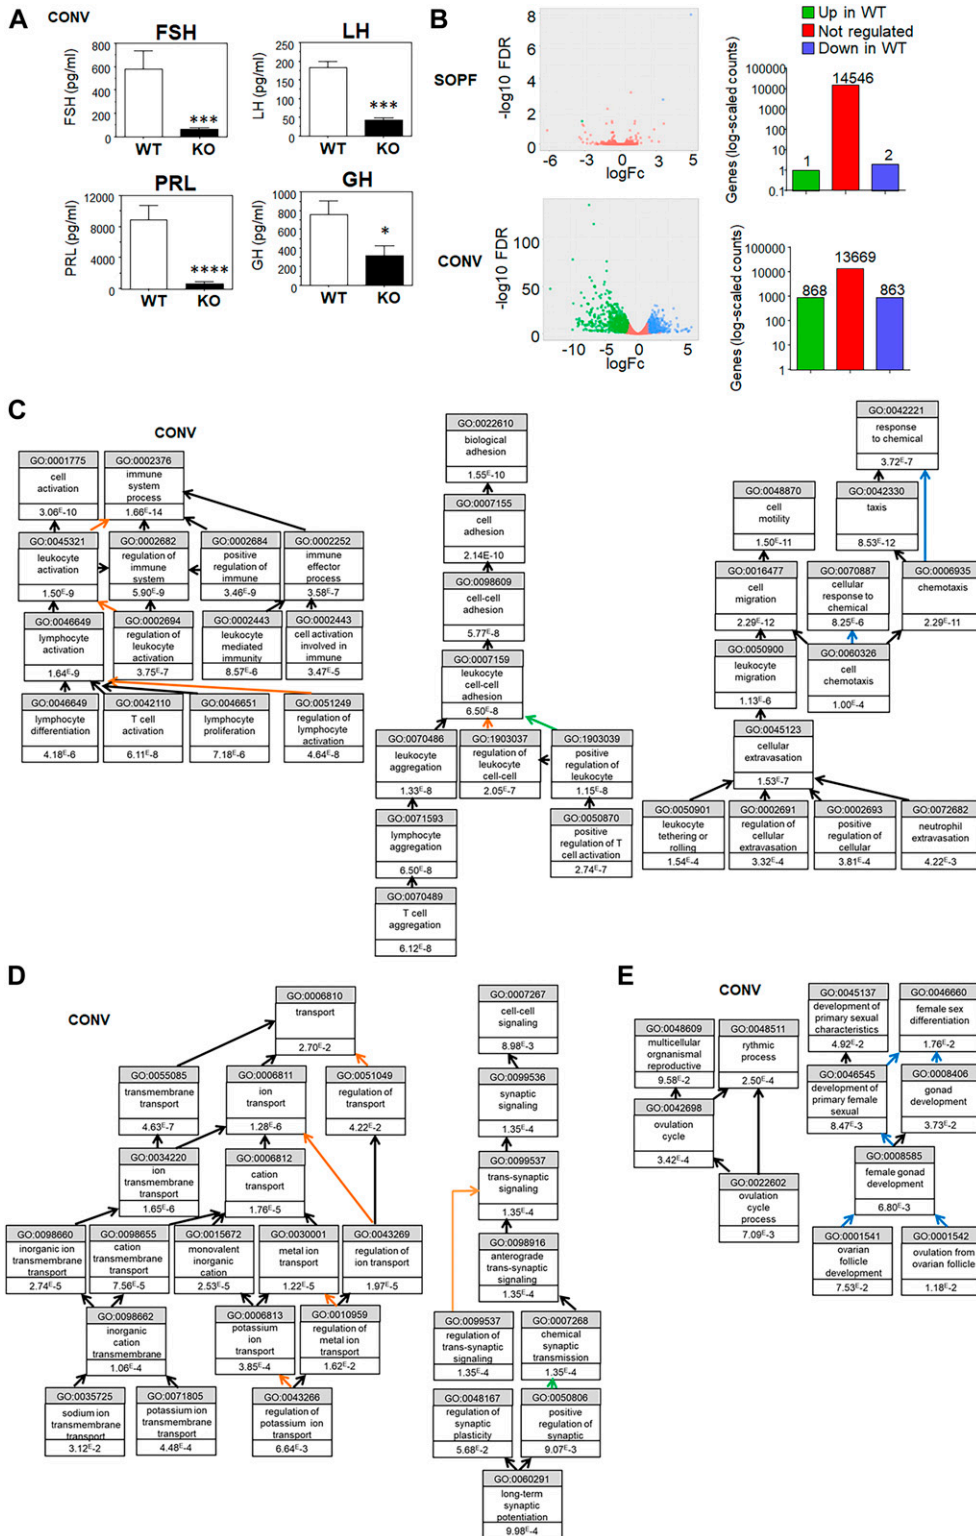 A
CONV
FSH
FSH (pg/ml)
800
600
400
200
0
***
WT
KO
LH
LH (pg/ml)
250
200
150
100
50
0
***
WT
KO
PRL
PRL (pg/ml)
12000
8000
4000
0
****
WT
KO
GH
GH (pg/ml)
1000
800
600
400
200
0
*
WT
KO
B
SOPF
-log10 FDR
8
6
4
2
0
-6
-3
0
3
5
logFc
Up in WT
Not regulated
Down in WT
Genes (log-scaled counts)
100000
10000
1000
100
10
1
0.1
1
14546
2
CONV
-log10 FDR
100
50
0
-10
-5
0
5
logFc
Genes (log-scaled counts)
100000
10000
1000
100
10
1
868
13669
863
C
CONV
GO:0001775
cell
activation
3.06E-10
GO:0002376
immune
system
process
1.66E-14
GO:0045321
leukocyte
activation
1.50E-9
GO:0002682
regulation of
immune
system
5.90E-9
GO:0002684
positive
regulation of
immune
3.46E-9
GO:0002252
immune
effector
process
3.58E-7
GO:0046649
lymphocyte
activation
1.64E-9
GO:0002694
regulation of
leukocyte
activation
3.75E-7
GO:0002443
leukocyte
mediated
immunity
8.57E-6
GO:0002443
cell activation
involved in
immune
3.47E-5
GO:0046649
lymphocyte
differentiation
4.18E-6
GO:0042110
T cell
activation
6.11E-8
GO:0046651
lymphocyte
proliferation
7.18E-6
GO:0051249
regulation of
lymphocyte
activation
4.64E-8
GO:0022610
biological
adhesion
1.55E-10
GO:0007155
cell
adhesion
2.14E-10
GO:0098609
cell-cell
adhesion
5.77E-8
GO:0007159
leukocyte
cell-cell
adhesion
6.50E-8
GO:0070486
leukocyte
aggregation
1.33E-8
GO:1903037
regulation of
leukocyte
cell-cell
2.05E-7
GO:1903039
positive
regulation of
leukocyte
1.15E-8
GO:0071593
lymphocyte
aggregation
6.50E-8
GO:0050870
positive
regulation of T
cell activation
2.74E-7
GO:0070489
T cell
aggregation
6.12E-8
GO:0042221
response
to chemical
3.72E-7
GO:0048870
cell
motility
1.50E-11
GO:0042330
taxis
8.53E-12
GO:0016477
cell
migration
2.29E-12
GO:0070887
cellular
response to
chemical
8.25E-6
GO:0006935
chemotaxis
2.29E-11
GO:0050900
leukocyte
migration
1.13E-6
GO:0060326
cell
chemotaxis
1.00E-4
GO:0045123
cellular
extravasation
1.53E-7
GO:0050901
leukocyte
tethering or
rolling
1.54E-4
GO:0002691
regulation of
cellular
extravasation
3.32E-4
GO:0002693
positive
regulation of
cellular
3.81E-4
GO:0072682
neutrophil
extravasation
4.22E-3
D
CONV
GO:0006810
transport
2.70E-2
GO:0055085
transmembrane
transport
4.63E-7
GO:0006811
ion
transport
1.28E-6
GO:0051049
regulation of
transport
4.22E-2
GO:0034220
ion
transmembrane
transport
1.65E-6
GO:0006812
cation
transport
1.76E-5
GO:0098660
inorganic ion
transmembrane
transport
2.74E-5
GO:0098655
cation
transmembrane
transport
7.56E-5
GO:0015672
monovalent
inorganic
cation
2.53E-5
GO:0030001
metal ion
transport
1.22E-5
GO:0043269
regulation of
ion transport
1.97E-5
GO:0098662
inorganic
cation
transmembrane
1.06E-4
GO:0006813
potassium
ion
transport
3.85E-4
GO:0010959
regulation of
metal ion
transport
1.62E-2
GO:0035725
sodium ion
transmembrane
transport
3.12E-2
GO:0071805
potassium ion
transmembrane
transport
4.48E-4
GO:0043266
regulation of
potassium ion
transport
6.64E-3
GO:0007267
cell-cell
signaling
8.98E-3
GO:0099536
synaptic
signaling
1.35E-4
GO:0099537
trans-synaptic
signaling
1.35E-4
GO:0098916
anterograde
trans-synaptic
signaling
1.35E-4
GO:0099537
regulation of
trans-synaptic
signaling
1.35E-4
GO:0007268
chemical
synaptic
transmission
1.35E-4
GO:0048167
regulation of
synaptic
plasticity
5.68E-2
GO:0050806
positive
regulation of
synaptic
9.07E-3
GO:0060291
long-term
synaptic
potentiation
9.98E-4
E
CONV
GO:0048609
multicellular
organismal
reproductive
9.58E-2
GO:0048511
rythmic
process
2.50E-4
GO:0042698
ovulation
cycle
3.42E-4
GO:0022602
ovulation
cycle
process
7.09E-3
GO:0045137
development of
primary sexual
characteristics
4.92E-2
GO:0046660
female sex
differentiation
1.76E-2
GO:0046545
development of
primary female
sexual
8.47E-3
GO:0008406
gonad
development
3.73E-2
GO:0008585
female gonad
development
6.80E-3
GO:0001541
ovarian
follicle
development
7.53E-2
GO:0001542
ovulation from
ovarian follicle
1.18E-2